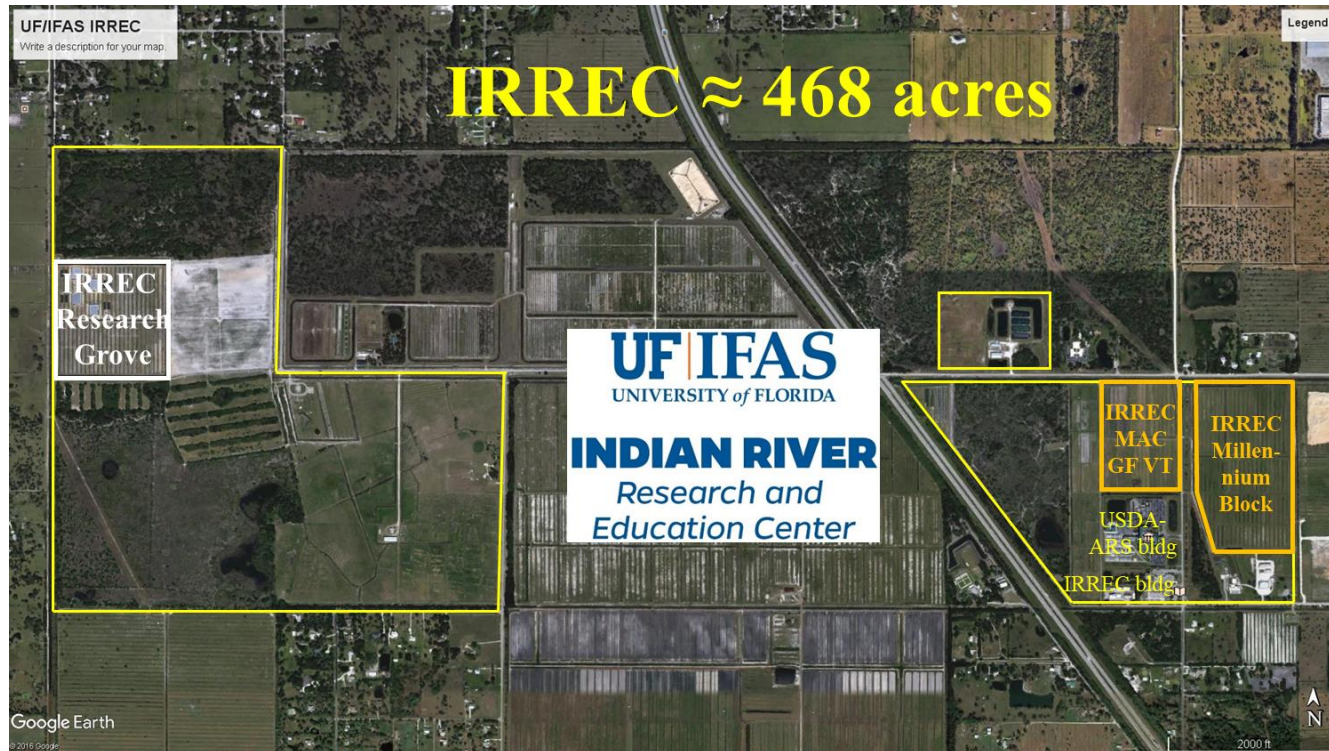 UF/IFAS IRREC
Write a description for your map.
Legend
IRREC ≈ 468 acres
IRREC
Research
Grove
UF|IFAS
UNIVERSITY of FLORIDA
INDIAN RIVER
Research and
Education Center
IRREC
MAC
GF VT
IRREC
Millen-
nium
Block
USDA-
ARS bldg
IRREC bldg
Google Earth
© 2016 Google
N
2000 ft